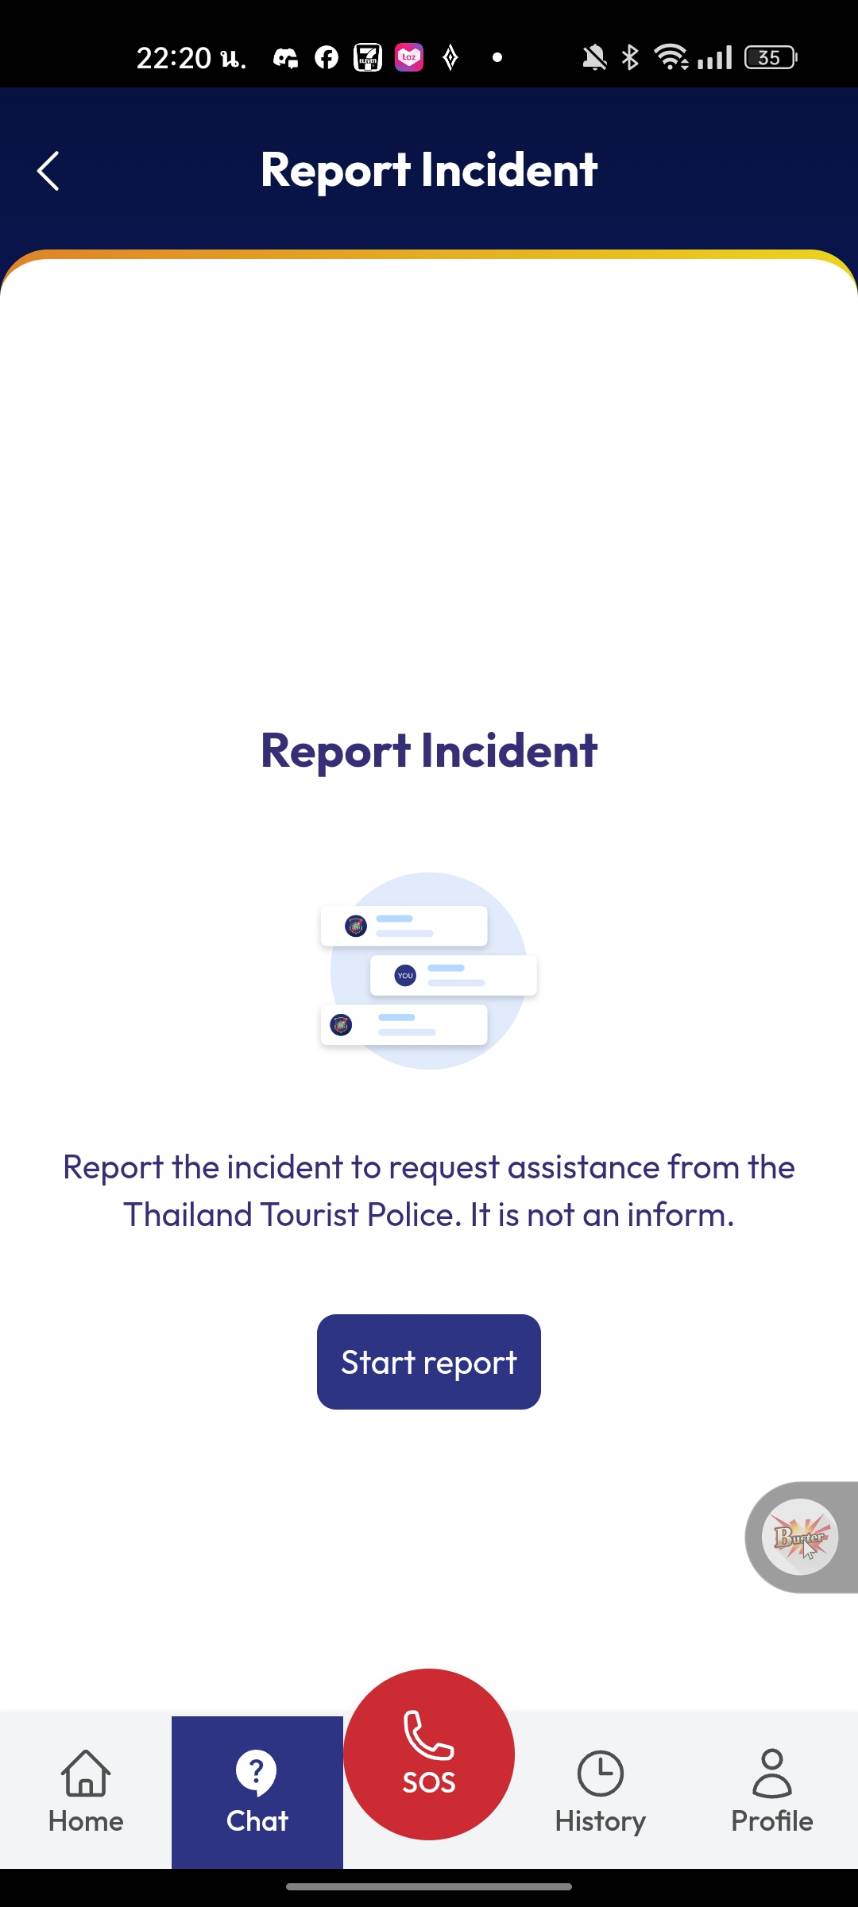 22:20 น.
35
Report Incident
Report Incident
YOU
Report the incident to request assistance from the
Thailand Tourist Police. It is not an inform.
Start report
Burter
SOS
Home
Chat
History
Profile